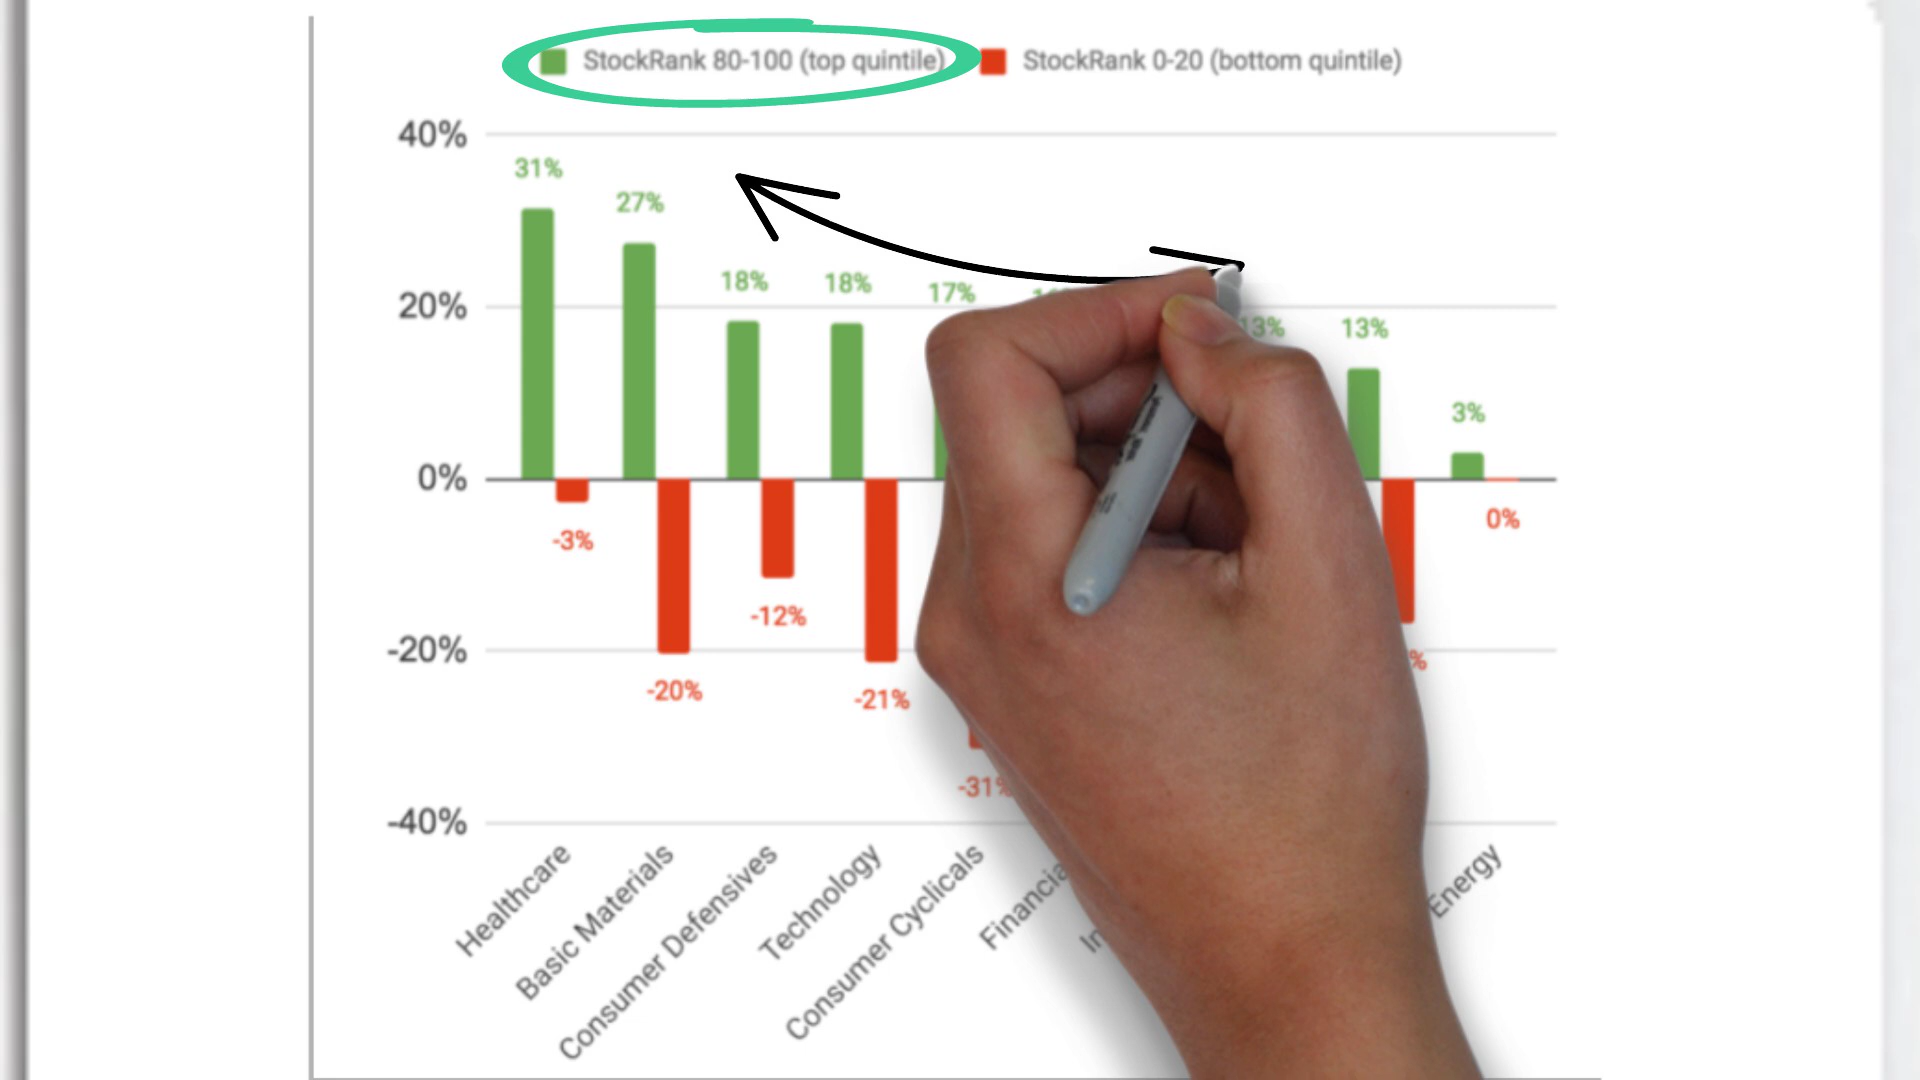 StockRank 80-100 (top quintile) StockRank 0-20 (bottom quintile)
40%
31%
27%
18% 18% 17% 13% 13%
20%
3%
0%
0%
-3%
-12%
-20%
-20%
-21%
-31%
-40%
Healthcare
Basic Materials
Consumer Defensives
Technology
Consumer Cyclicals
Energy